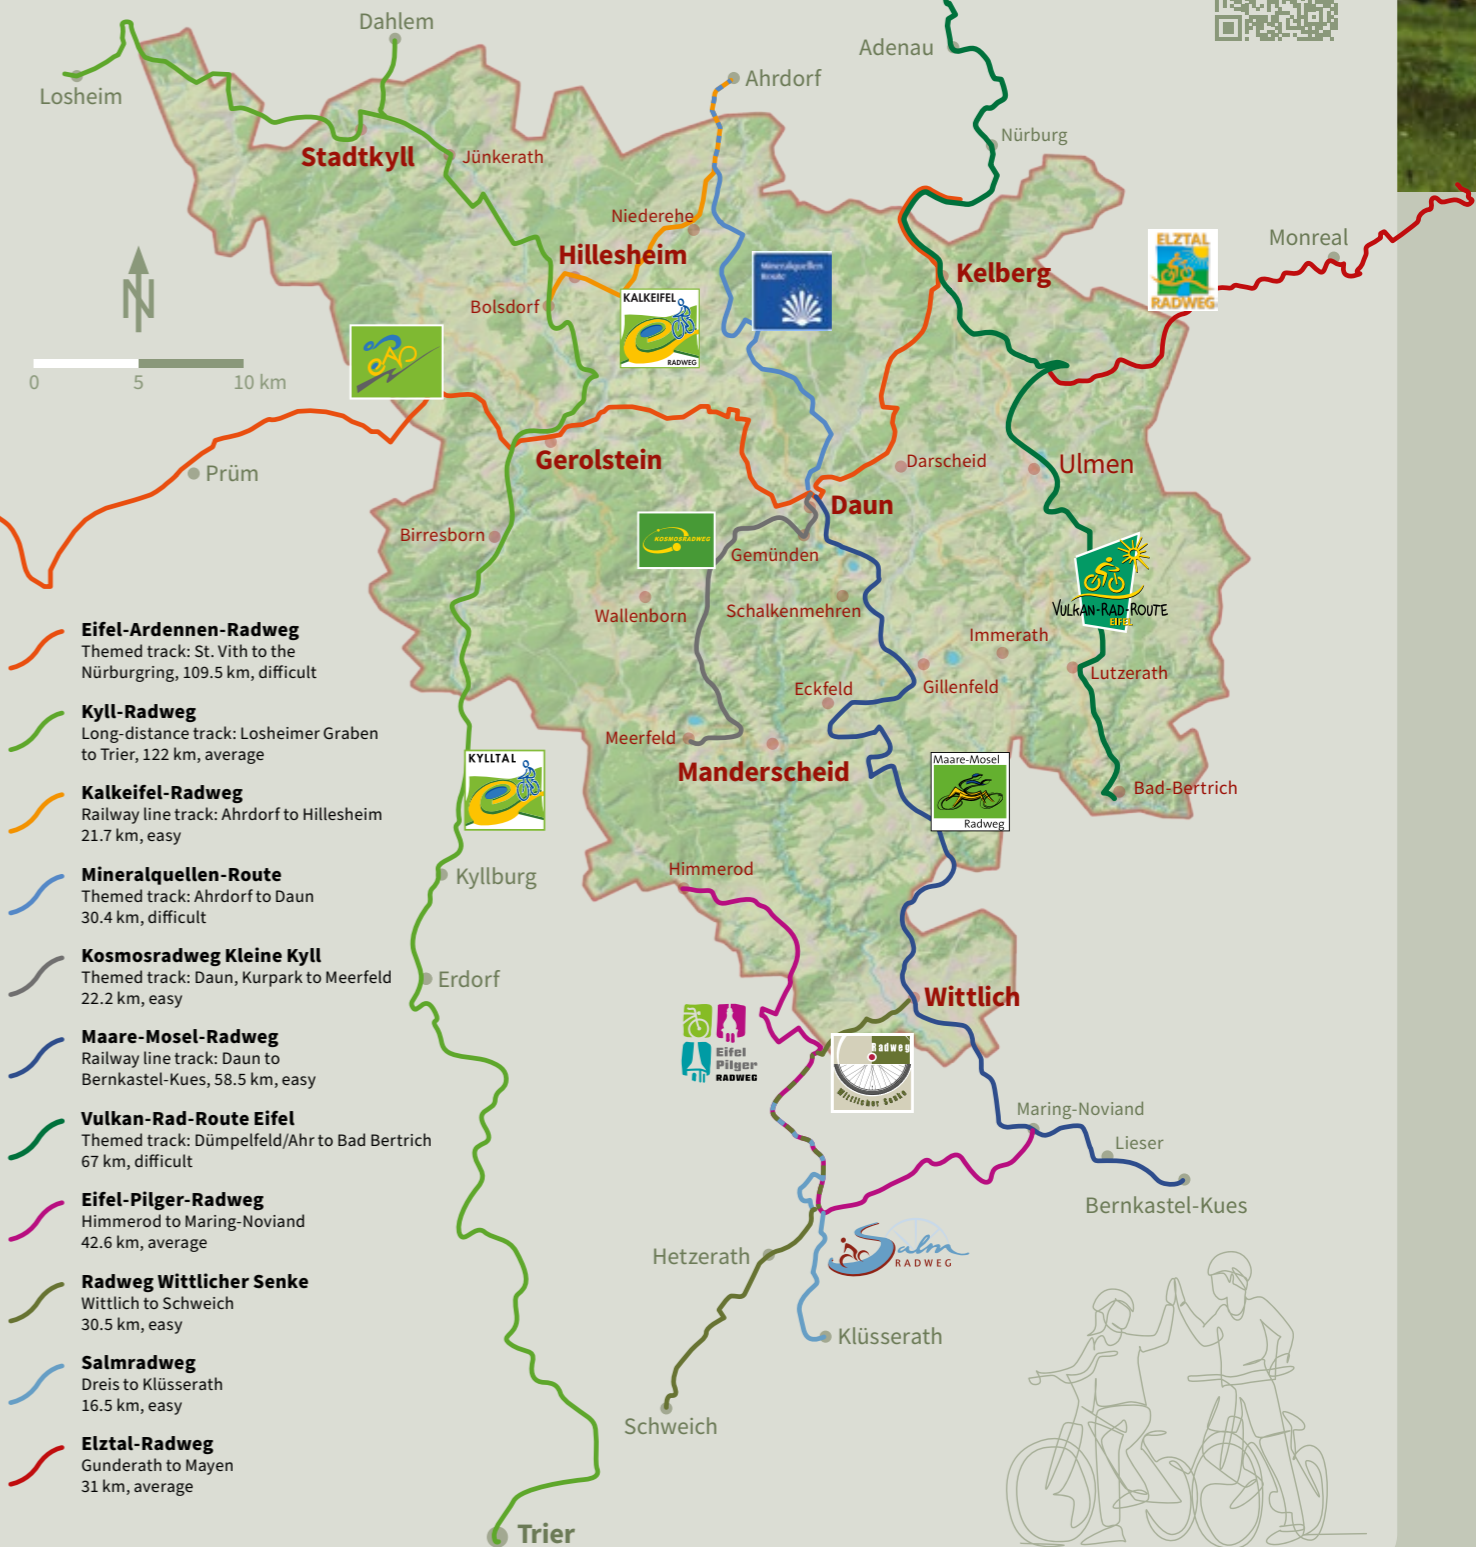 Dahlem
Adenau
Losheim
Ahrdorf
Nürburg
Stadtkyll
Jünkerath
Niederehe
Monreal
ELZTAL
RADWEG
Hillesheim
Kelberg
Mineralquellen
Route
N
Bolsdorf
KALKEIFEL
RADWEG
eAR
0 5 10 km
Gerolstein
Darscheid
Ulmen
Prüm
Daun
Birresborn
KOSMOSRADWEG
Gemünden
Wallenborn
Schalkenmehren
VULKAN-RAD-ROUTE
EIFEL
Immerath
Lutzerath
Eckfeld
Gillenfeld
Meerfeld
Manderscheid
KYLLTAL
Maare-Mosel
Radweg
Bad-Bertrich
Himmerod
Kyllburg
Erdorf
Wittlich
Eifel
Pilger
RADWEG
Radweg
Wittlicher Senke
Maring-Noviand
Lieser
Bernkastel-Kues
Hetzerath
Salm
RADWEG
Klüsserath
Schweich
Trier
Eifel-Ardennen-Radweg
Themed track: St. Vith to the
Nürburgring, 109.5 km, difficult
Kyll-Radweg
Long-distance track: Losheimer Graben
to Trier, 122 km, average
Kalkeifel-Radweg
Railway line track: Ahrdorf to Hillesheim
21.7 km, easy
Mineralquellen-Route
Themed track: Ahrdorf to Daun
30.4 km, difficult
Kosmosradweg Kleine Kyll
Themed track: Daun, Kurpark to Meerfeld
22.2 km, easy
Maare-Mosel-Radweg
Railway line track: Daun to
Bernkastel-Kues, 58.5 km, easy
Vulkan-Rad-Route Eifel
Themed track: Dümpelfeld/Ahr to Bad Bertrich
67 km, difficult
Eifel-Pilger-Radweg
Himmerod to Maring-Noviand
42.6 km, average
Radweg Wittlicher Senke
Wittlich to Schweich
30.5 km, easy
Salmradweg
Dreis to Klüsserath
16.5 km, easy
Elztal-Radweg
Gunderath to Mayen
31 km, average